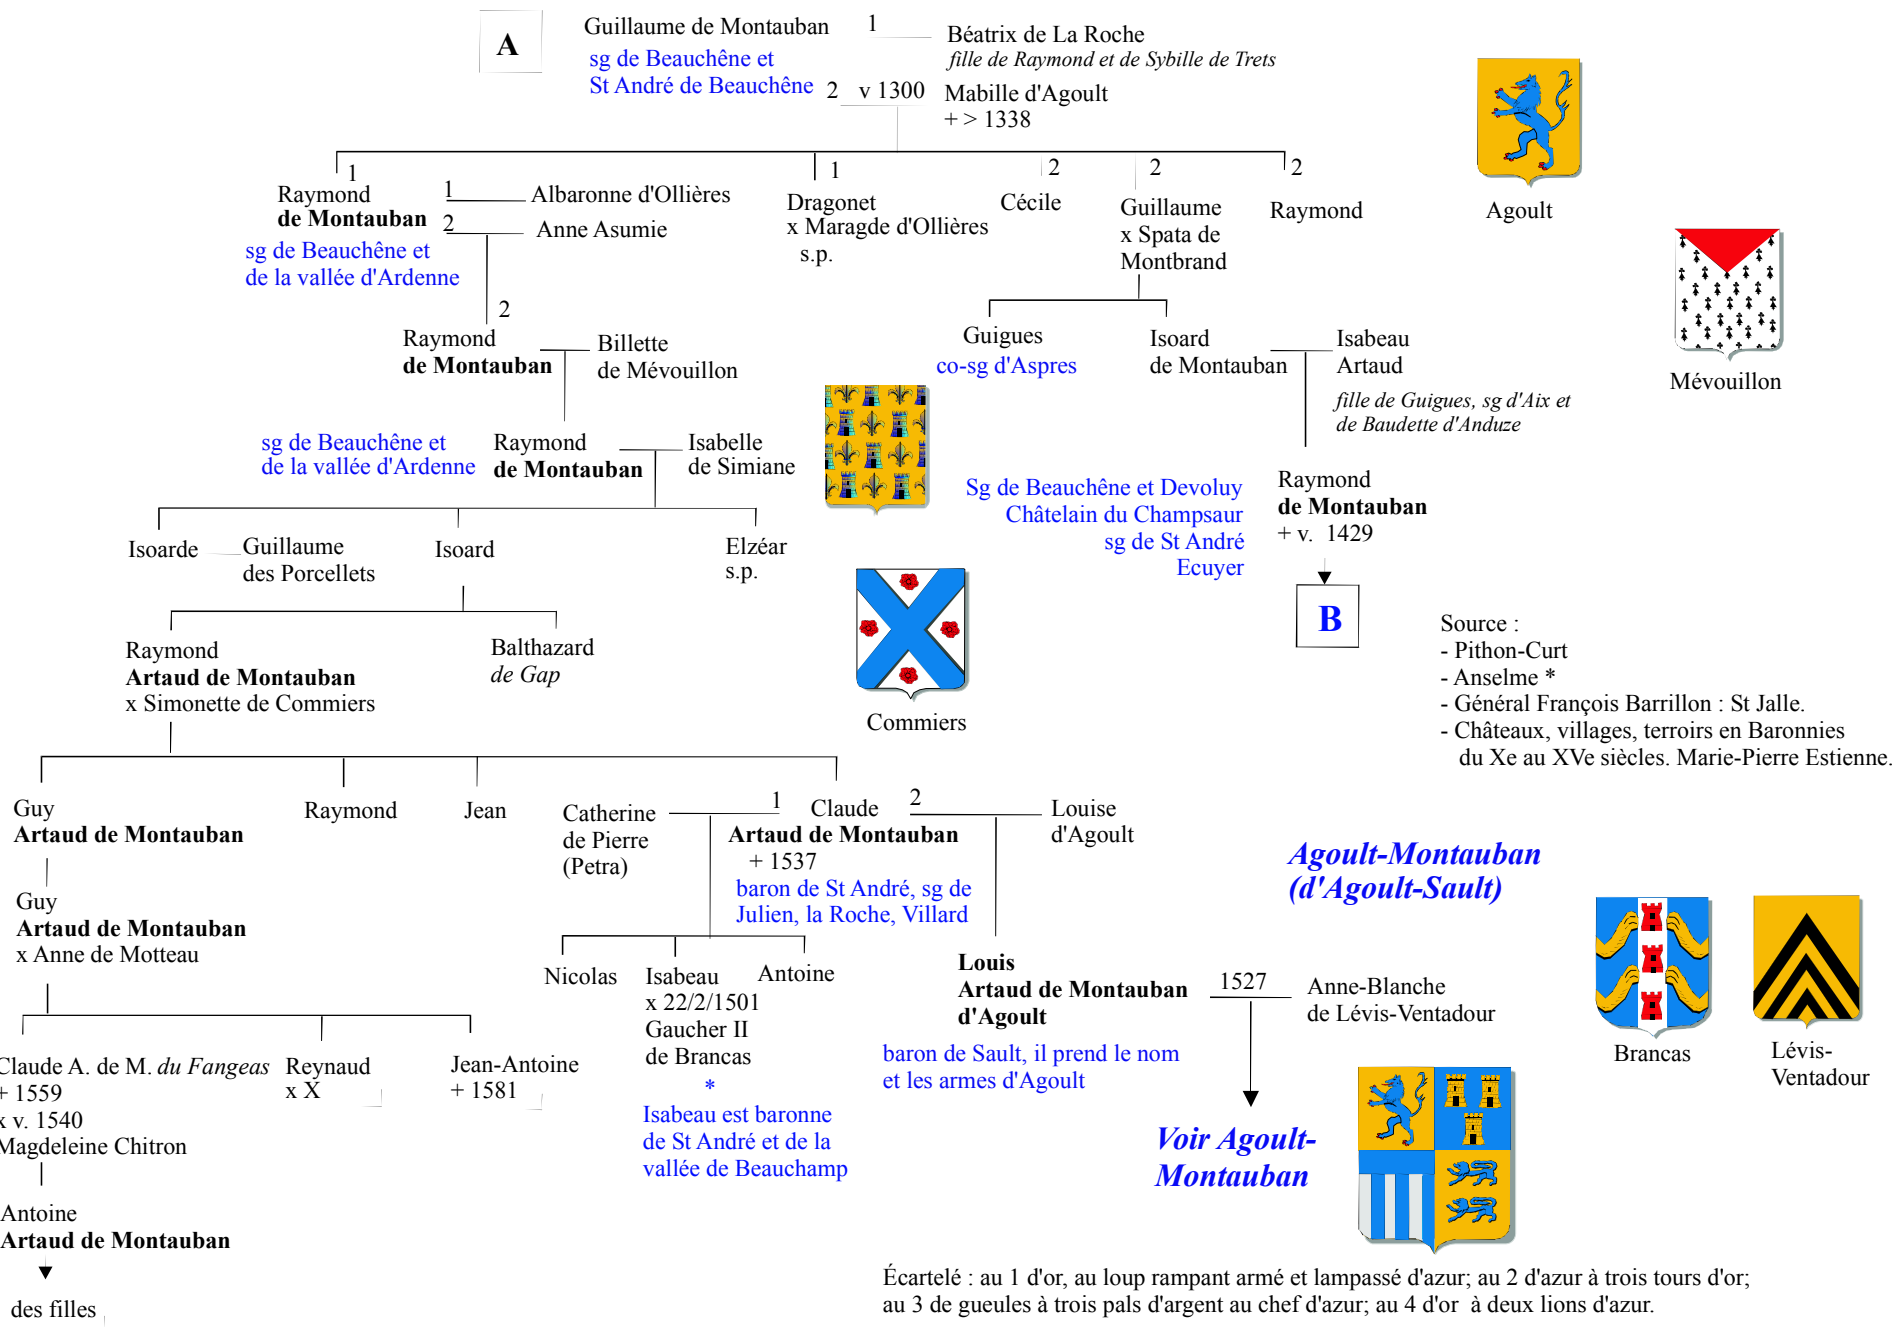 A
Guillaume de Montauban
1
Béatrix de La Roche
fille de Raymond et de Sybille de Trets
sg de Beauchêne et
St André de Beauchêne
2 v 1300
Mabille d'Agoult
+ > 1338
1
1
2
2
2
Raymond
de Montauban
sg de Beauchêne et
de la vallée d'Ardenne
1
Albaronne d'Ollières
2
Anne Asumie
Dragonet
x Maragde d'Ollières
s.p.
Cécile
Guillaume
x Spata de
Montbrand
Raymond
Agoult
Mévouillon
2
Raymond
de Montauban
Billette
de Mévouillon
Guigues
co-sg d'Aspres
Isoard
de Montauban
Isabeau
Artaud
fille de Guigues, sg d'Aix et
de Baudette d'Anduze
sg de Beauchêne et
de la vallée d'Ardenne
Raymond
de Montauban
Isabelle
de Simiane
Sg de Beauchêne et Devoluy
Châtelain du Champsaur
sg de St André
Ecuyer
Raymond
de Montauban
+ v. 1429
B
Isoarde
Guillaume
des Porcellets
Isoard
Elzéar
s.p.
Raymond
Artaud de Montauban
x Simonette de Commiers
Balthazard
de Gap
Commiers
Source :
- Pithon-Curt
- Anselme *
- Général François Barrillon : St Jalle.
- Châteaux, villages, terroirs en Baronnies
du Xe au XVe siècles. Marie-Pierre Estienne.
Guy
Artaud de Montauban
Raymond
Jean
Catherine
de Pierre
(Petra)
1
Claude
Artaud de Montauban
+ 1537
baron de St André, sg de
Julien, la Roche, Villard
2
Louise
d'Agoult
Agoult-Montauban
(d'Agoult-Sault)
Guy
Artaud de Montauban
x Anne de Motteau
Nicolas
Isabeau
x 22/2/1501
Gaucher II
de Brancas
*
Isabeau est baronne
de St André et de la
vallée de Beauchamp
Antoine
Louis
Artaud de Montauban
d'Agoult
baron de Sault, il prend le nom
et les armes d'Agoult
1527
Anne-Blanche
de Lévis-Ventadour
Brancas
Lévis-
Ventadour
Claude A. de M. du Fangeas
+ 1559
x v. 1540
Magdeleine Chitron
Reynaud
x X
Jean-Antoine
+ 1581
Voir Agoult-
Montauban
Antoine
Artaud de Montauban
des filles
Écartelé : au 1 d'or, au loup rampant armé et lampassé d'azur; au 2 d'azur à trois tours d'or;
au 3 de gueules à trois pals d'argent au chef d'azur; au 4 d'or à deux lions d'azur.